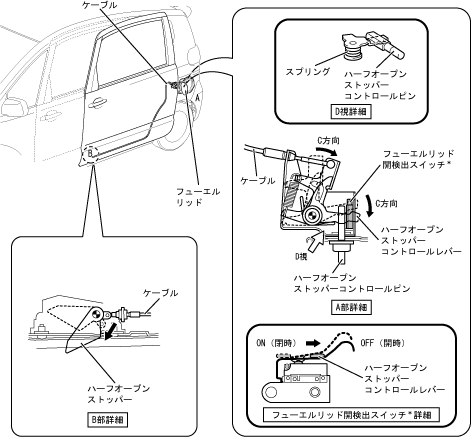 ケーブル
A
B
フューエル
リッド
スプリング
ハーフオープン
ストッパー
コントロールピン
D視詳細
C方向
フューエルリッド
開検出スイッチ*
ケーブル
C方向
ハーフオープン
ストッパー
コントロールレバー
D視
ハーフオープン
ストッパーコントロールピン
A部詳細
ケーブル
ハーフオープン
ストッパー
B部詳細
ON（閉時）
OFF（開時）
ハーフオープン
ストッパー
コントロールレバー
フューエルリッド開検出スイッチ*詳細